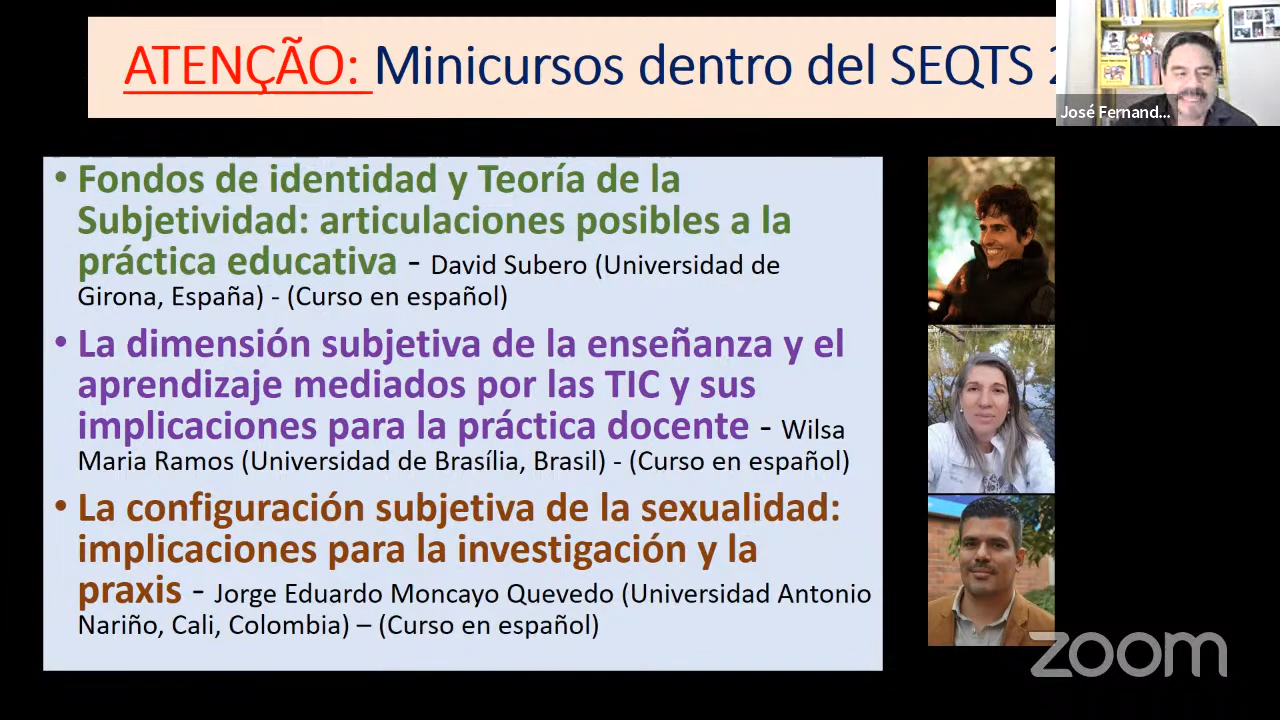 ATENÇÃO: Minicursos dentro del SEQTS
José Fernand...
• Fondos de identidad y Teoría de la
Subjetividad: articulaciones posibles a la
práctica educativa - David Subero (Universidad de
Girona, España) - (Curso en español)
• La dimensión subjetiva de la enseñanza y el
aprendizaje mediados por las TIC y sus
implicaciones para la práctica docente - Wilsa
Maria Ramos (Universidad de Brasília, Brasil) - (Curso en español)
• La configuración subjetiva de la sexualidad:
implicaciones para la investigación y la
praxis - Jorge Eduardo Moncayo Quevedo (Universidad Antonio
Nariño, Cali, Colombia) – (Curso en español)
zoom